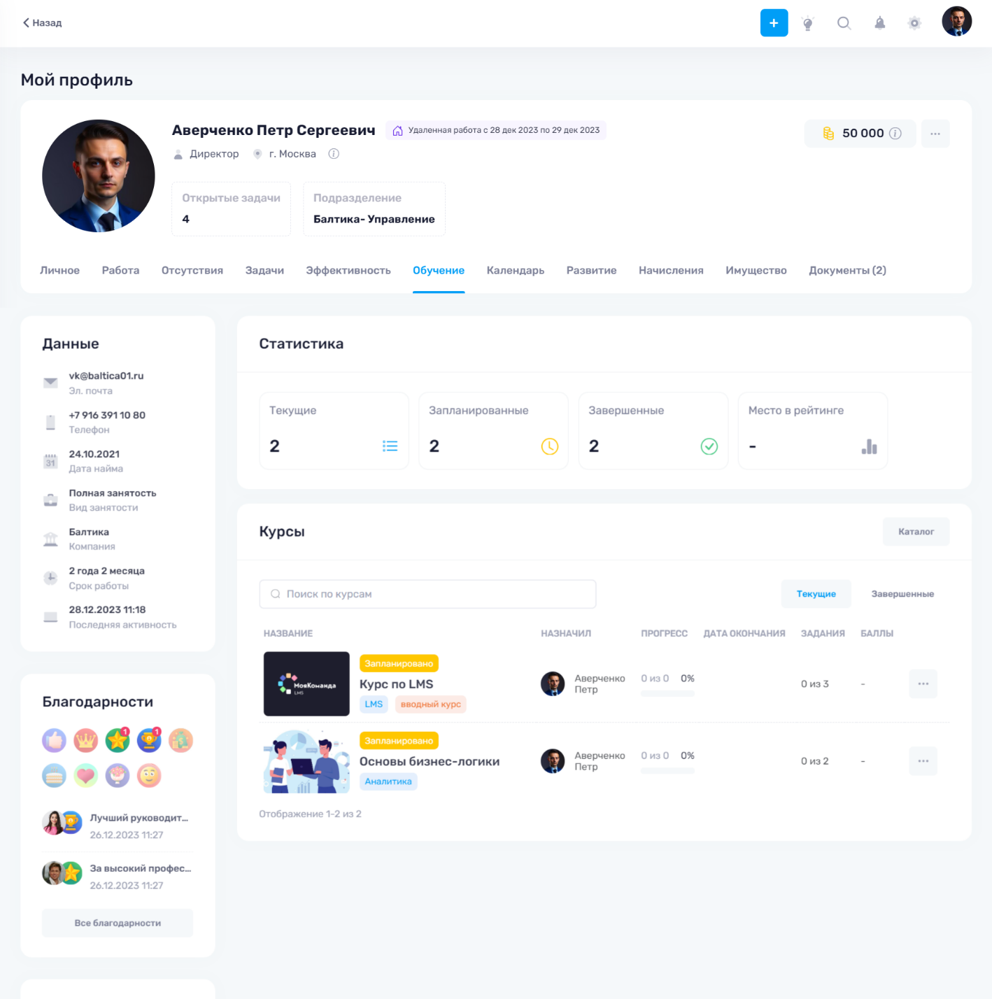 Назад
Мой профиль
Аверченко Петр Сергеевич
Удаленная работа с 28 дек 2023 по 29 дек 2023
50 000
Директор
г. Москва
Открытые задачи
4
Подразделение
Балтика- Управление
Личное Работа Отсутствия Задачи Эффективность Обучение Календарь Развитие Начисления Имущество Документы (2)
Данные
vk@baltica01.ru
Эл. почта
+7 916 391 10 80
Телефон
31
24.10.2021
Дата найма
Полная занятость
Вид занятости
Балтика
Компания
2 года 2 месяца
Срок работы
28.12.2023 11:18
Последняя активность
Благодарности
1
1
Лучший руководит...
26.12.2023 11:27
За высокий професс...
26.12.2023 11:27
Все благодарности
Статистика
Текущие
2
Запланированные
2
Завершенные
2
Место в рейтинге
-
Курсы
Каталог
Поиск по курсам
Текущие
Завершенные
НАЗВАНИЕ НАЗНАЧИЛ ПРОГРЕСС ДАТА ОКОНЧАНИЯ ЗАДАНИЯ БАЛЛЫ
МояКоманда
LMS
Запланировано
Курс по LMS
LMS вводный курс
Аверченко
Петр
0 из 0 0%
0 из 3
-
Запланировано
Основы бизнес-логики
Аналитика
Аверченко
Петр
0 из 0 0%
0 из 2
-
Отображение 1-2 из 2